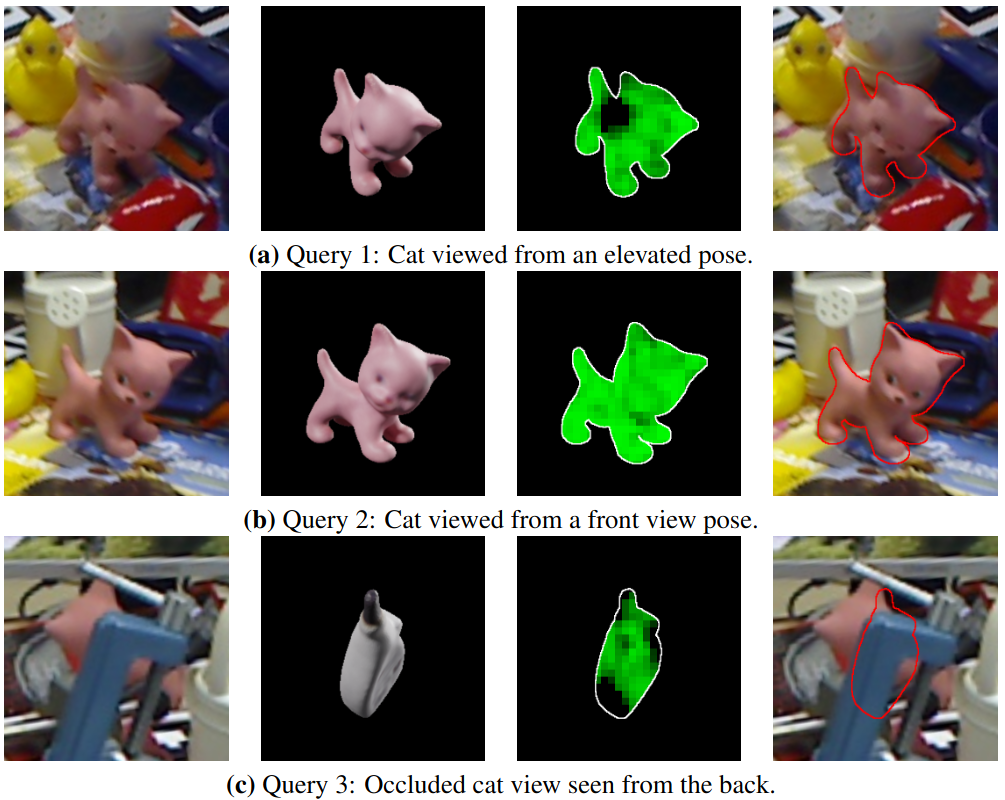 (a) Query 1: Cat viewed from an elevated pose.
(b) Query 2: Cat viewed from a front view pose.
(c) Query 3: Occluded cat view seen from the back.